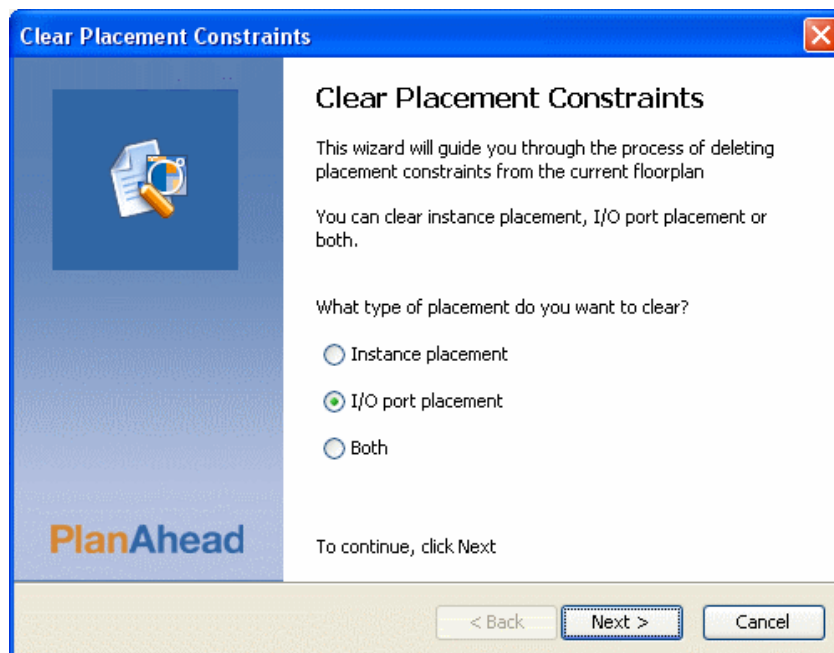 Clear Placement Constraints
Clear Placement Constraints
This wizard will guide you through the process of deleting
placement constraints from the current floorplan
You can clear instance placement, I/O port placement or
both.
What type of placement do you want to clear?
Instance placement
I/O port placement
Both
PlanAhead
To continue, click Next
< Back
Next >
Cancel